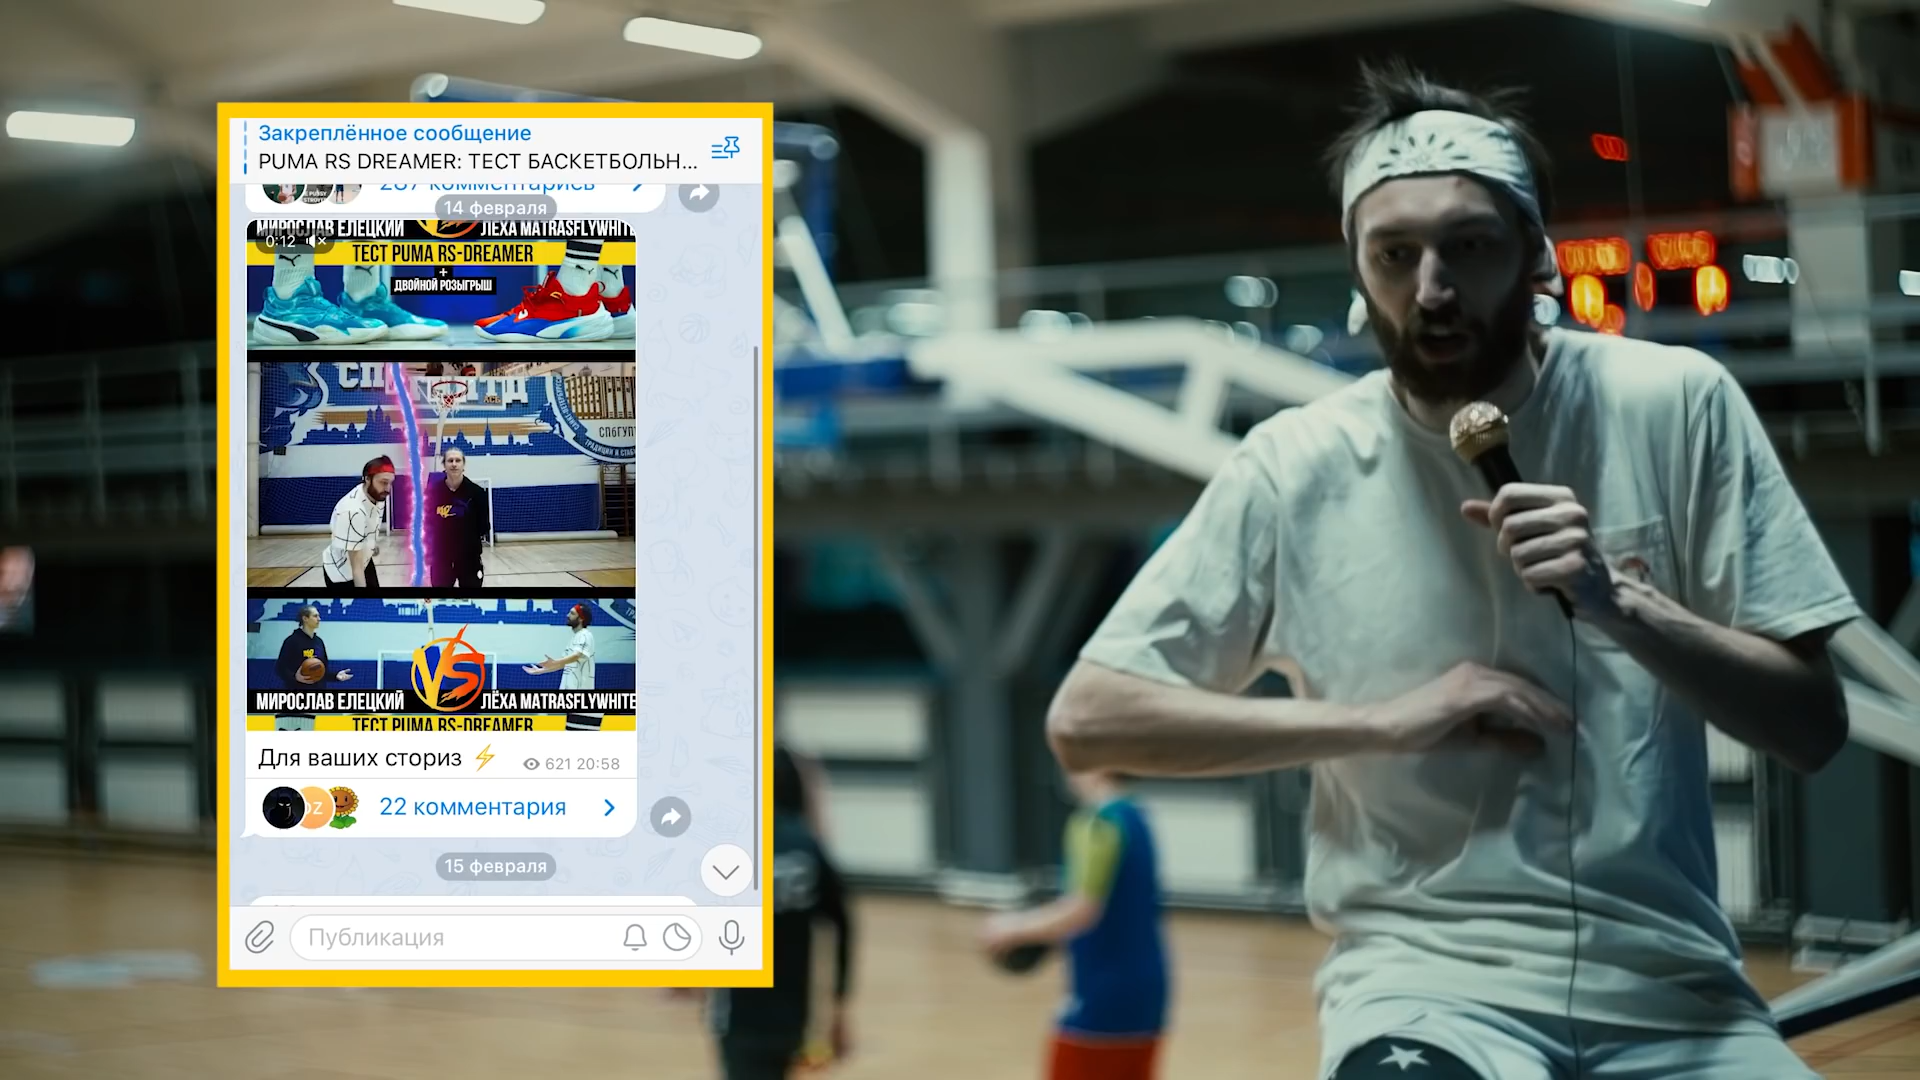 Закреплённое сообщение
PUMA RS DREAMER: ТЕСТ БАСКЕТБОЛЬН...
287 комментариев
14 февраля
МИРОСЛАВ ЕЛЕЦКИЙ ЛЁХА MATRASFLYWHITE
0:12
ТЕСТ PUMA RS-DREAMER
+
ДВОЙНОЙ РОЗЫГРЫШ
СПбГУП
VS
МИРОСЛАВ ЕЛЕЦКИЙ ЛЁХА MATRASFLYWHITE
ТЕСТ PUMA RS-DREAMER
Для ваших сториз
621 20:58
22 комментария
15 февраля
Публикация